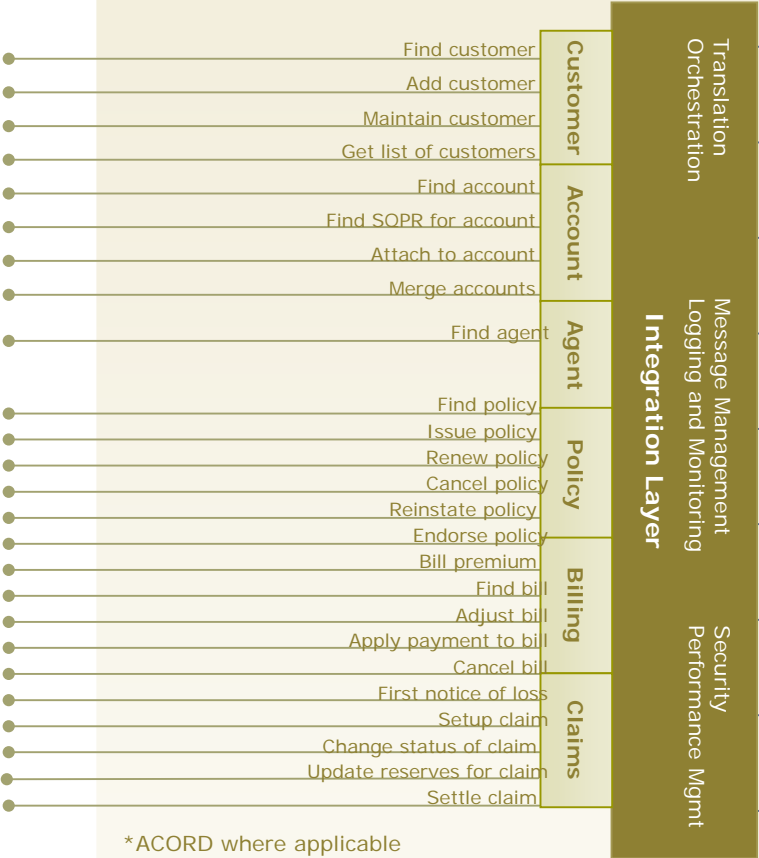 Find customer
Add customer
Maintain customer
Get list of customers
Customer
Find account
Find SOPR for account
Attach to account
Merge accounts
Account
Find agent
Agent
Find policy
Issue policy
Renew policy
Cancel policy
Reinstate policy
Endorse policy
Policy
Bill premium
Find bill
Adjust bill
Apply payment to bill
Cancel bill
Billing
First notice of loss
Setup claim
Change status of claim
Update reserves for claim
Settle claim
Claims
*ACORD where applicable
Translation
Orchestration
Message Management
Logging and Monitoring
Security
Performance Mgmt
Integration Layer